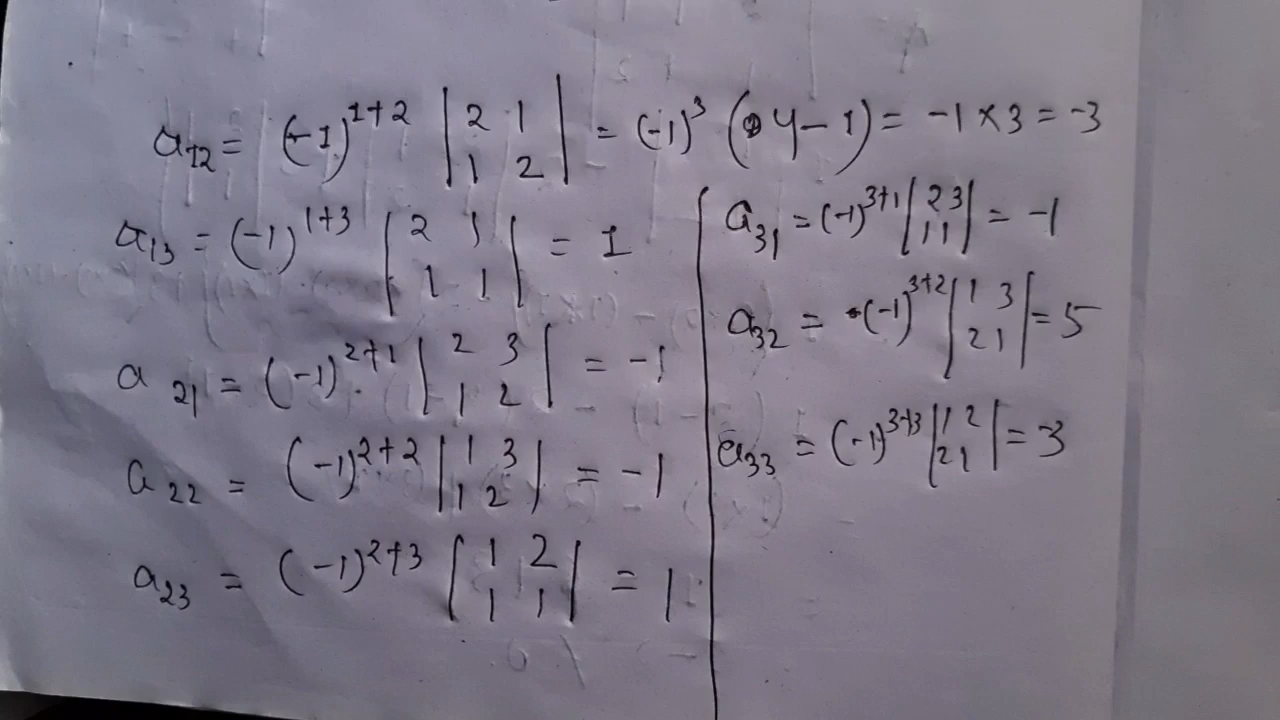 a₁₂ = (-1)¹⁺² |2 1; 1 2| = (-1)³ (4-1) = -1×3 = -3
a₁₃ = (-1)¹⁺³ |2 1; 1 1| = 1
a₂₁ = (-1)²⁺¹ |2 3; 1 2| = -1
a₂₂ = (-1)²⁺² |1 3; 1 2| = -1
a₂₃ = (-1)²⁺³ |1 2; 1 1| = 1
a₃₁ = (-1)³⁺¹ |2 3; 1 1| = -1
a₃₂ = (-1)³⁺² |1 3; 2 1| = 5
a₃₃ = (-1)³⁺³ |1 2; 2 1| = -3